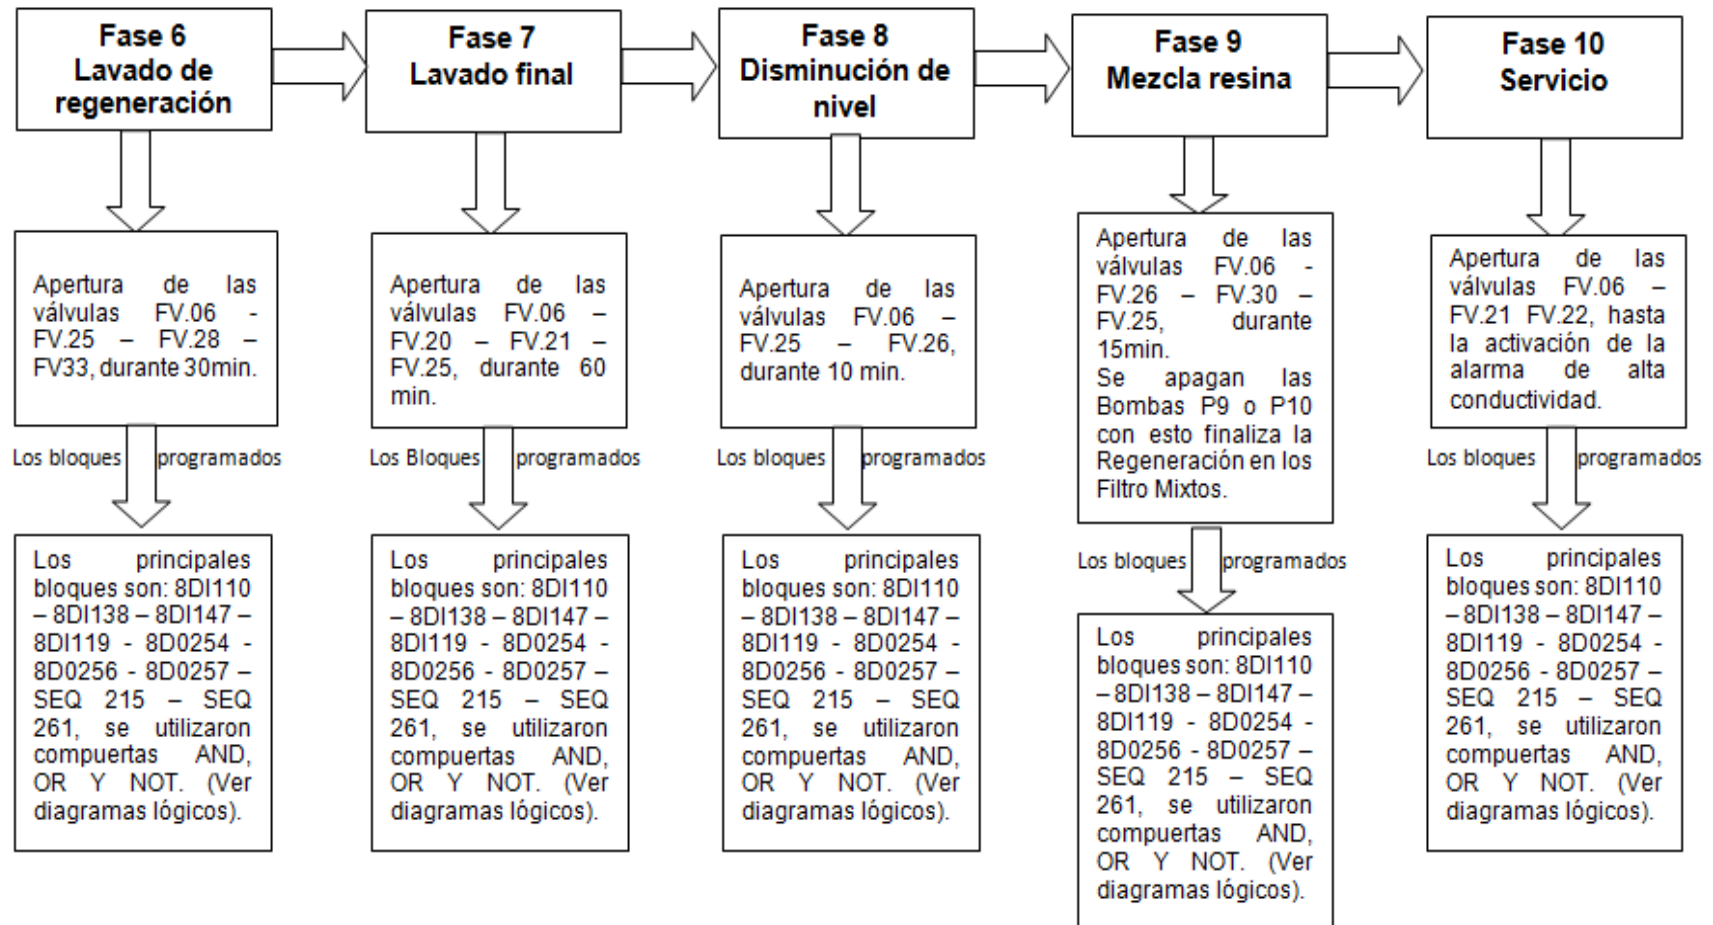 Fase 6
Lavado de
regeneración
Apertura de las
válvulas FV.06 -
FV.25 – FV.28 –
FV33, durante 30min.
Los bloques programados
Los principales
bloques son: 8DI110
– 8DI138 – 8DI147 –
8DI119 - 8D0254 -
8D0256 - 8D0257 –
SEQ 215 – SEQ
261, se utilizaron
compuertas AND,
OR Y NOT. (Ver
diagramas lógicos).
Fase 7
Lavado final
Apertura de las
válvulas FV.06 –
FV.20 – FV.21 –
FV.25, durante 60
min.
Los Bloques programados
Los principales
bloques son: 8DI110
– 8DI138 – 8DI147 –
8DI119 - 8D0254 -
8D0256 - 8D0257 –
SEQ 215 – SEQ
261, se utilizaron
compuertas AND,
OR Y NOT. (Ver
diagramas lógicos).
Fase 8
Disminución de
nivel
Apertura de las
válvulas FV.06 –
FV.25 – FV.26,
durante 10 min.
Los bloques programados
Los principales
bloques son: 8DI110
– 8DI138 – 8DI147 –
8DI119 - 8D0254 -
8D0256 - 8D0257 –
SEQ 215 – SEQ
261, se utilizaron
compuertas AND,
OR Y NOT. (Ver
diagramas lógicos).
Fase 9
Mezcla resina
Apertura de las
válvulas FV.06 -
FV.26 – FV.30 –
FV.25, durante
15min.
Se apagan las
Bombas P9 o P10
con esto finaliza la
Regeneración en los
Filtro Mixtos.
Los bloques programados
Los principales
bloques son: 8DI110
– 8DI138 – 8DI147 –
8DI119 - 8D0254 -
8D0256 - 8D0257 –
SEQ 215 – SEQ
261, se utilizaron
compuertas AND,
OR Y NOT. (Ver
diagramas lógicos).
Fase 10
Servicio
Apertura de las
válvulas FV.06 –
FV.21 FV.22, hasta
la activación de la
alarma de alta
conductividad.
Los bloques programados
Los principales
bloques son: 8DI110
– 8DI138 – 8DI147 –
8DI119 - 8D0254 -
8D0256 - 8D0257 –
SEQ 215 – SEQ
261, se utilizaron
compuertas AND,
OR Y NOT. (Ver
diagramas lógicos).